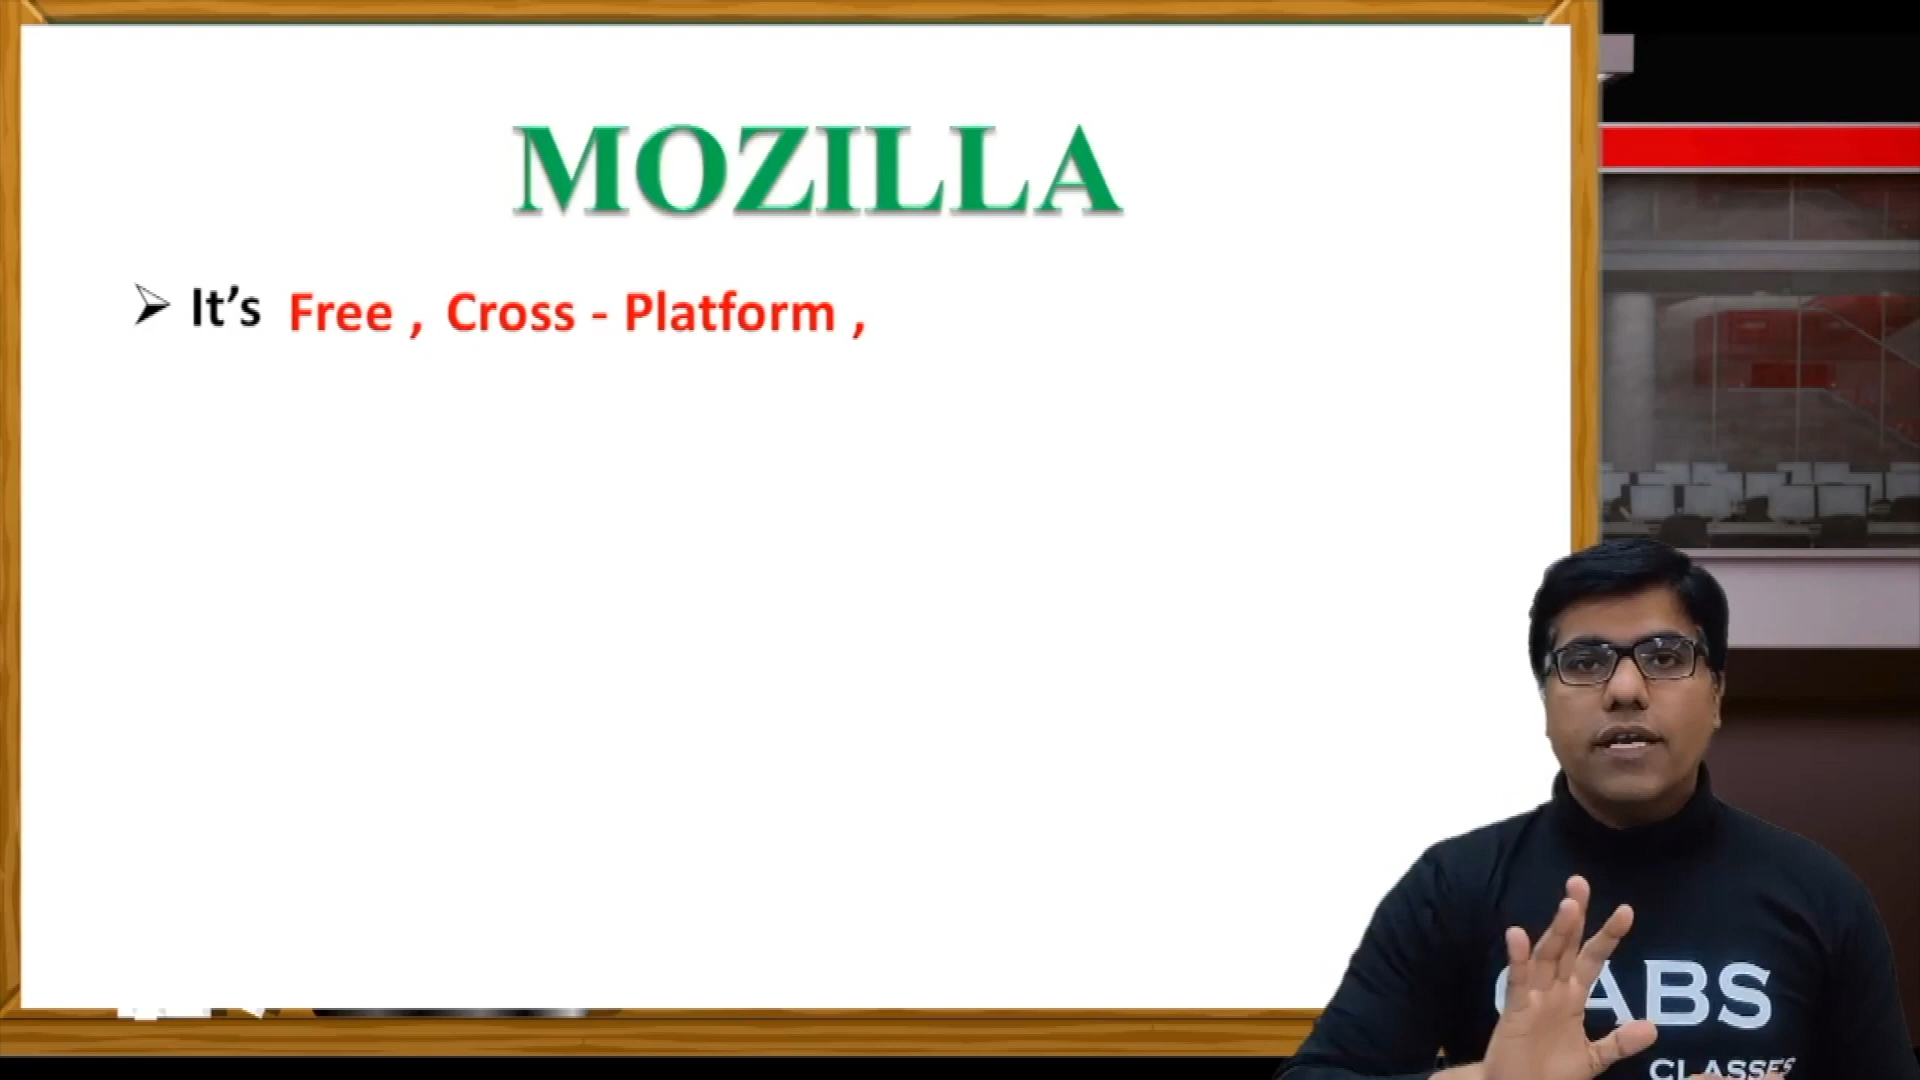 MOZILLA
➢ It's Free , Cross - Platform ,
ABS
CLASSES